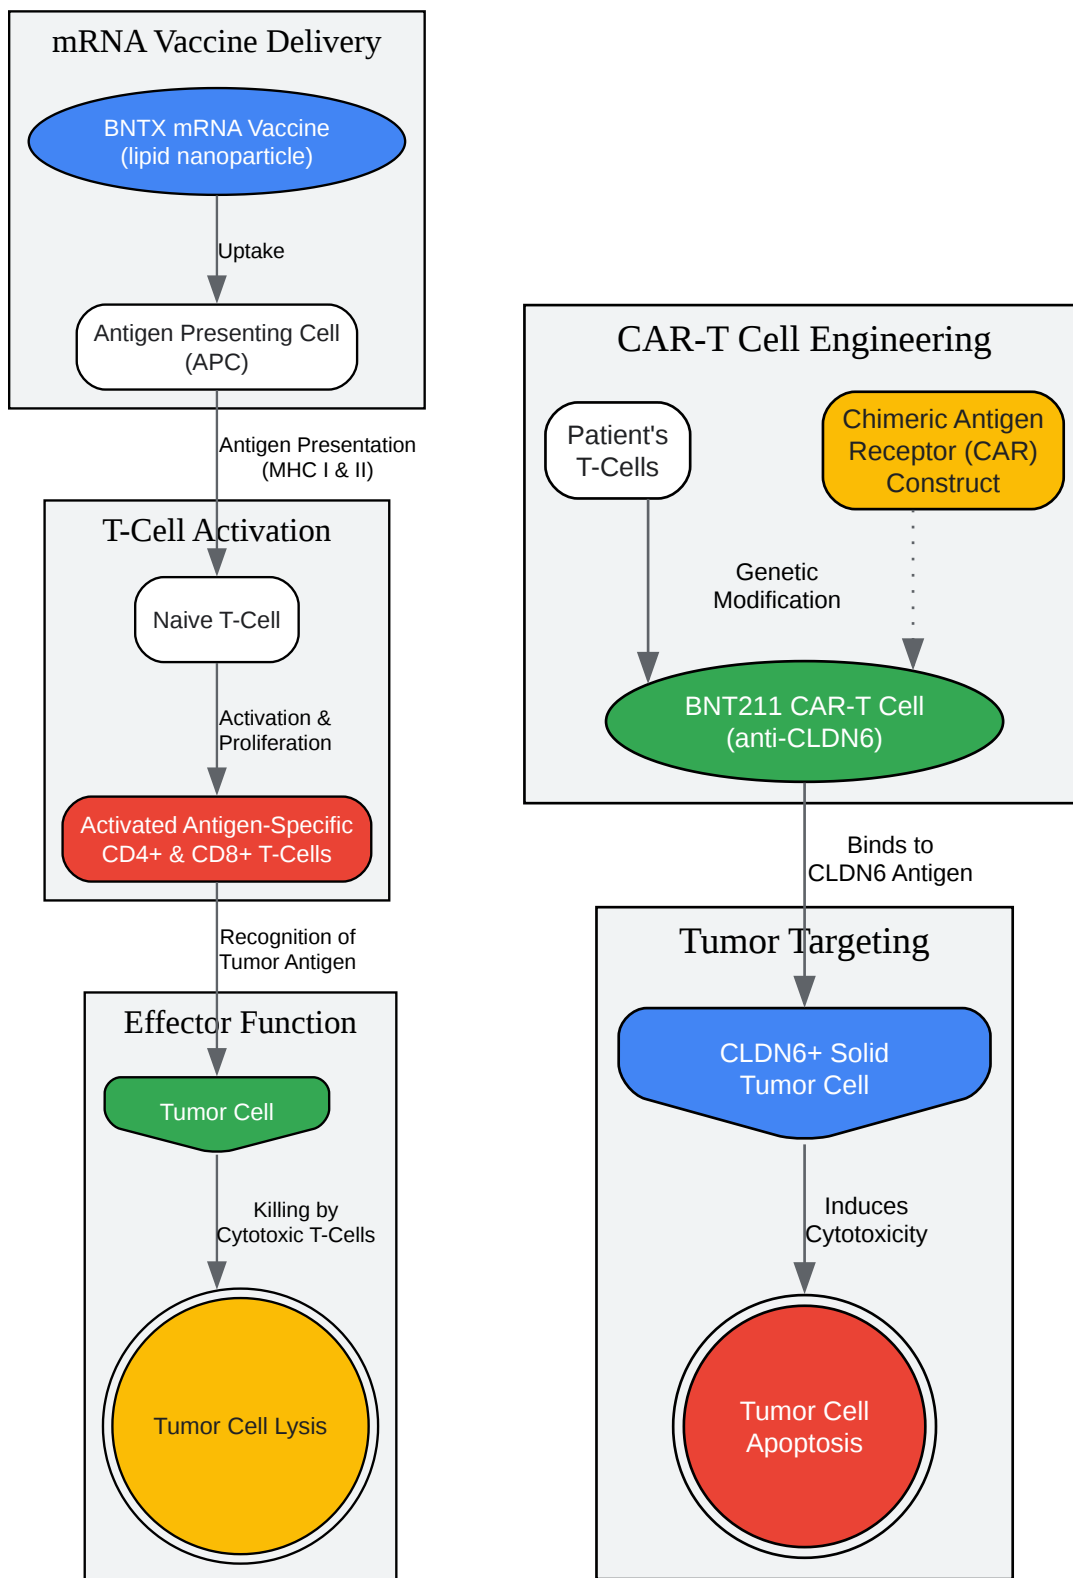 mRNA Vaccine Delivery
BNTX mRNA Vaccine
(lipid nanoparticle)
Uptake
Antigen Presenting Cell
(APC)
Antigen Presentation
(MHC I & II)
T-Cell Activation
Naive T-Cell
Activation &
Proliferation
Activated Antigen-Specific
CD4+ & CD8+ T-Cells
Recognition of
Tumor Antigen
Effector Function
Tumor Cell
Killing by
Cytotoxic T-Cells
Tumor Cell Lysis
CAR-T Cell Engineering
Patient's
T-Cells
Chimeric Antigen
Receptor (CAR)
Construct
Genetic
Modification
BNT211 CAR-T Cell
(anti-CLDN6)
Binds to
CLDN6 Antigen
Tumor Targeting
CLDN6+ Solid
Tumor Cell
Induces
Cytotoxicity
Tumor Cell
Apoptosis